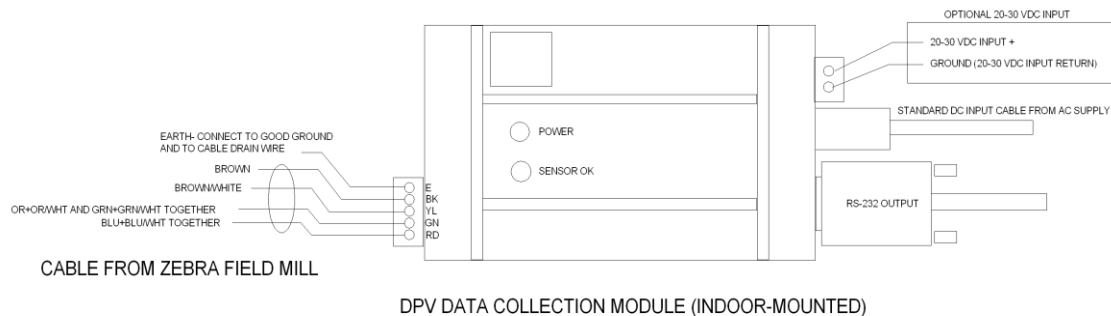 OPTIONAL 20-30 VDC INPUT
20-30 VDC INPUT +
GROUND (20-30 VDC INPUT RETURN)
STANDARD DC INPUT CABLE FROM AC SUPPLY
POWER
SENSOR OK
EARTH- CONNECT TO GOOD GROUND
AND TO CABLE DRAIN WIRE
BROWN
BROWN/WHITE
OR+OR/WHT AND GRN+GRN/WHT TOGETHER
BLU+BLU/WHT TOGETHER
E
BK
YL
GN
RD
RS-232 OUTPUT
CABLE FROM ZEBRA FIELD MILL
DPV DATA COLLECTION MODULE (INDOOR-MOUNTED)